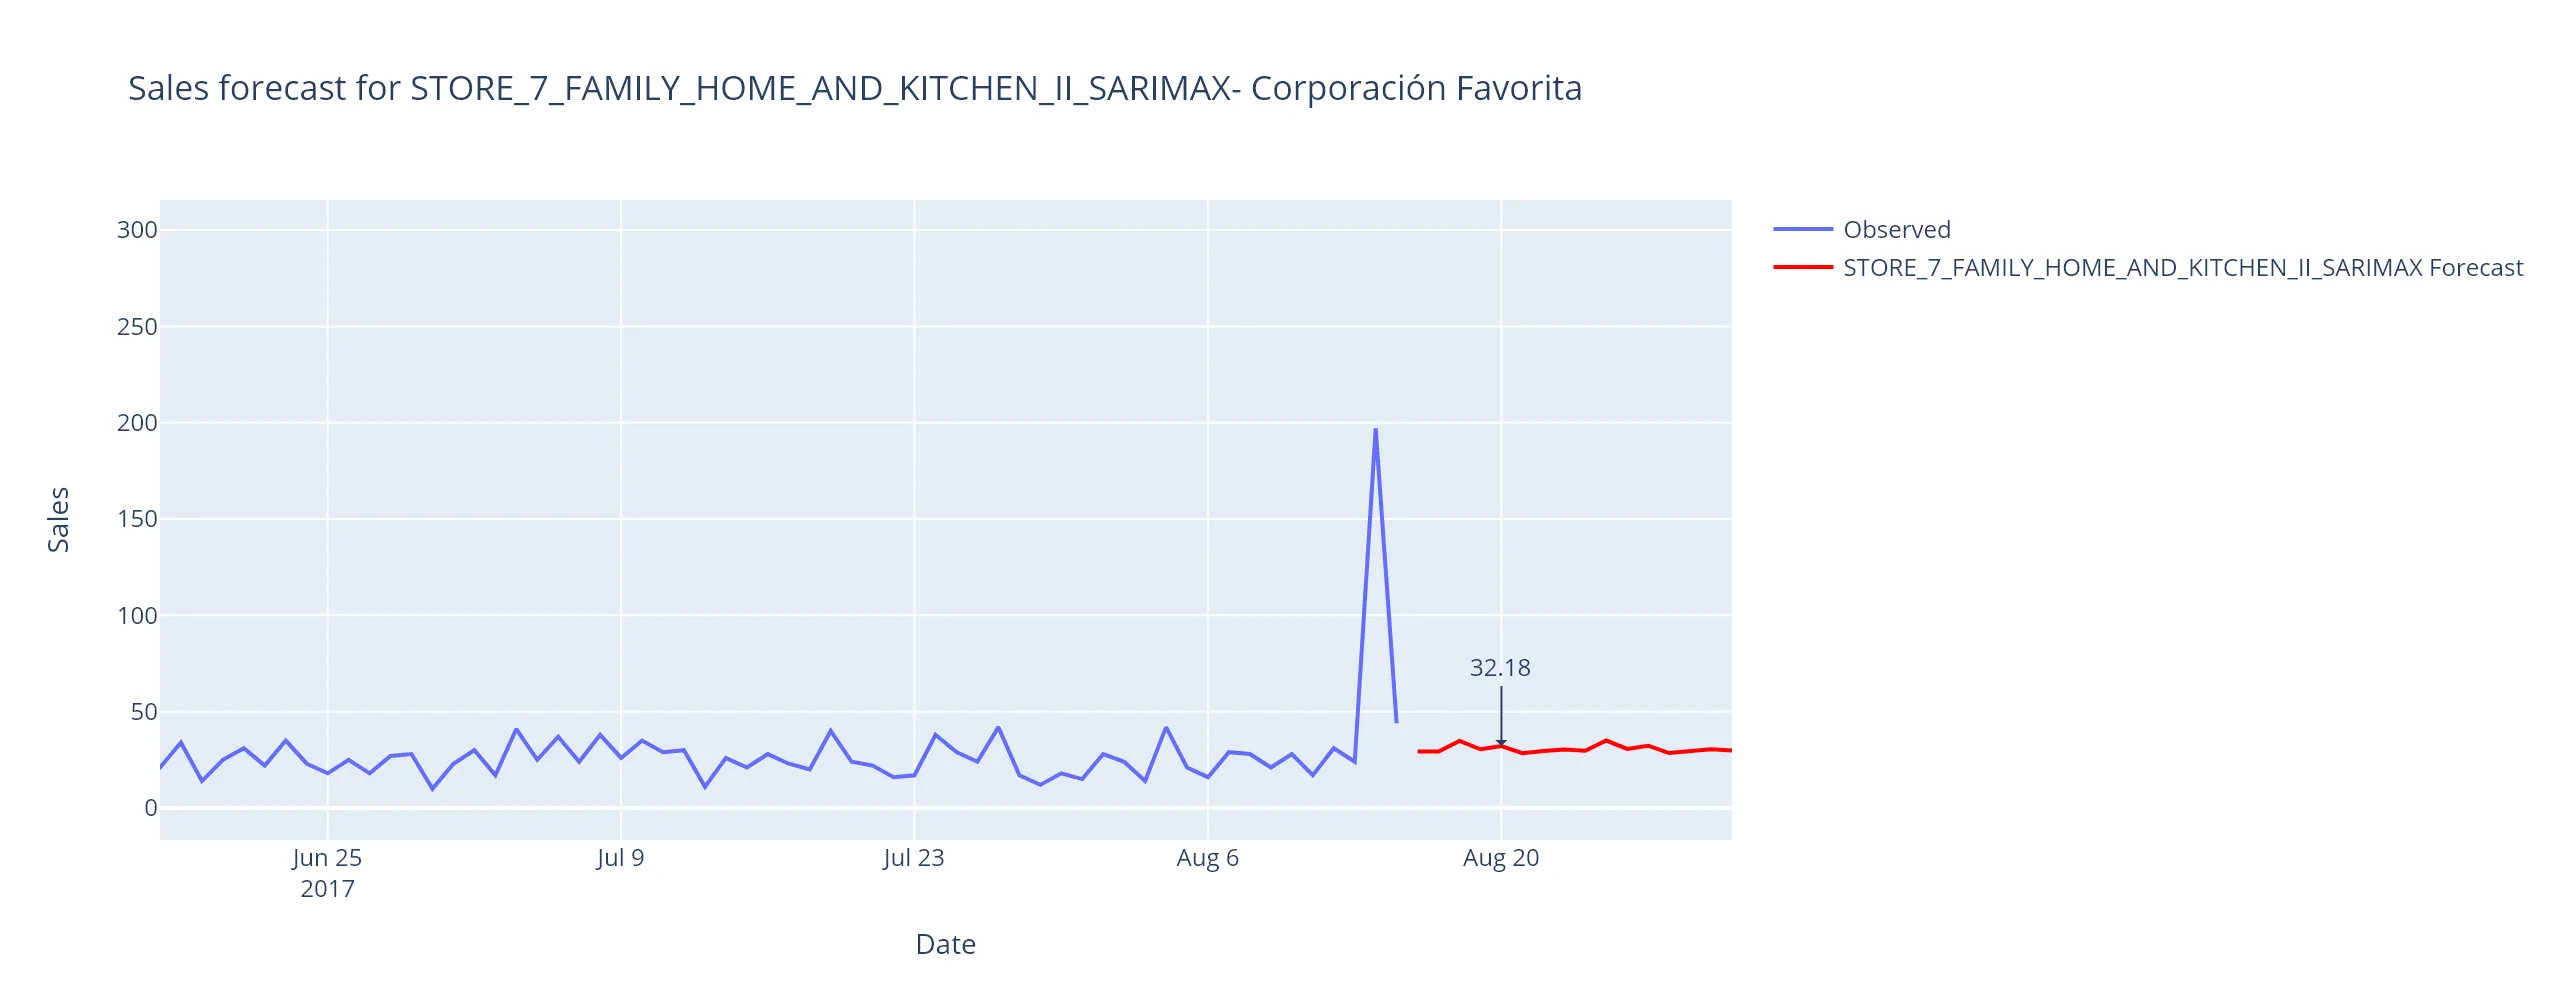 Sales forecast for STORE_7_FAMILY_HOME_AND_KITCHEN_II_SARIMAX- Corporación Favorita
300
250
200
150
100
50
0
Sales
32.18
Jun 25
2017
Jul 9
Jul 23
Aug 6
Aug 20
Date
Observed
STORE_7_FAMILY_HOME_AND_KITCHEN_II_SARIMAX Forecast